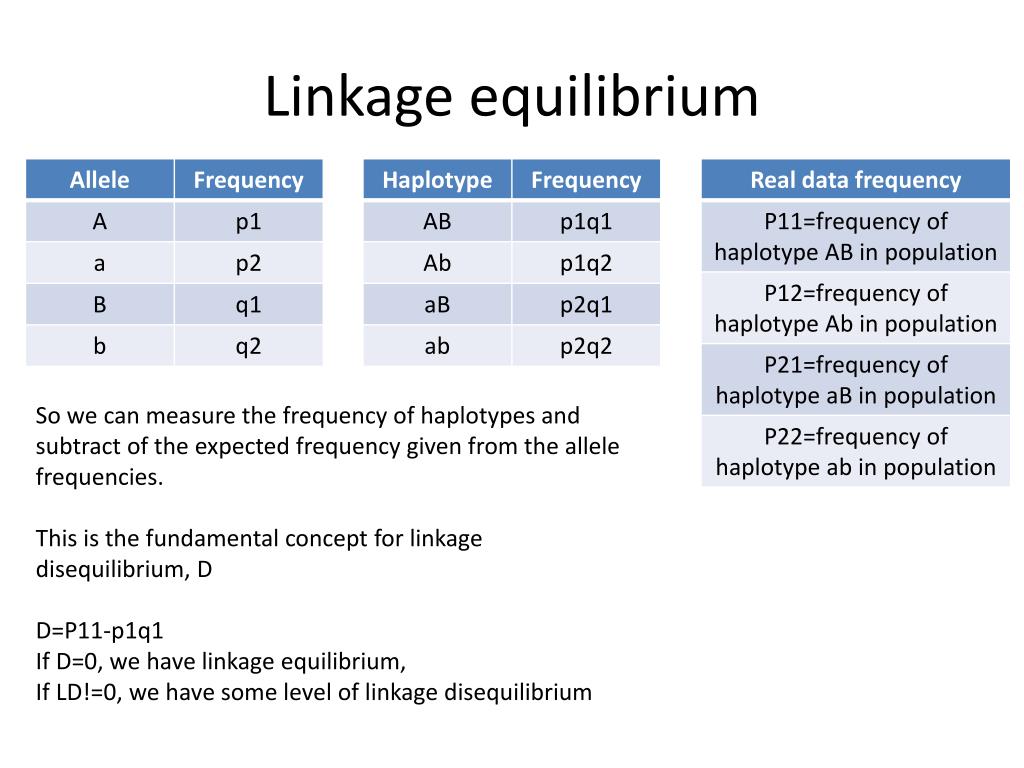 Linkage equilibrium
Allele Frequency
A p1
a p2
B q1
b q2
Haplotype Frequency
AB p1q1
Ab p1q2
aB p2q1
ab p2q2
Real data frequency
P11=frequency of
haplotype AB in population
P12=frequency of
haplotype Ab in population
P21=frequency of
haplotype aB in population
P22=frequency of
haplotype ab in population
So we can measure the frequency of haplotypes and
subtract of the expected frequency given from the allele
frequencies.
This is the fundamental concept for linkage
disequilibrium, D
D=P11-p1q1
If D=0, we have linkage equilibrium,
If LD!=0, we have some level of linkage disequilibrium